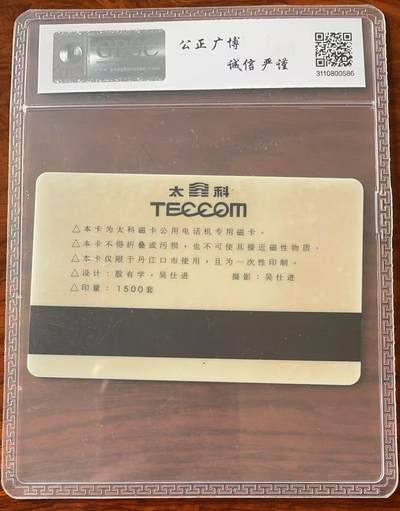 公正广博
诚信严谨
3110800586
太 科
TECCOM
△本卡为太科磁卡公用电话机专用磁卡。
△本卡不得折叠或污损，也不可使其接近磁性物质。
△本卡仅限于丹江口市使用，且为一次性印制。
△设计：殷有学，吴仕进 摄影：吴仕进
△印量：1500套